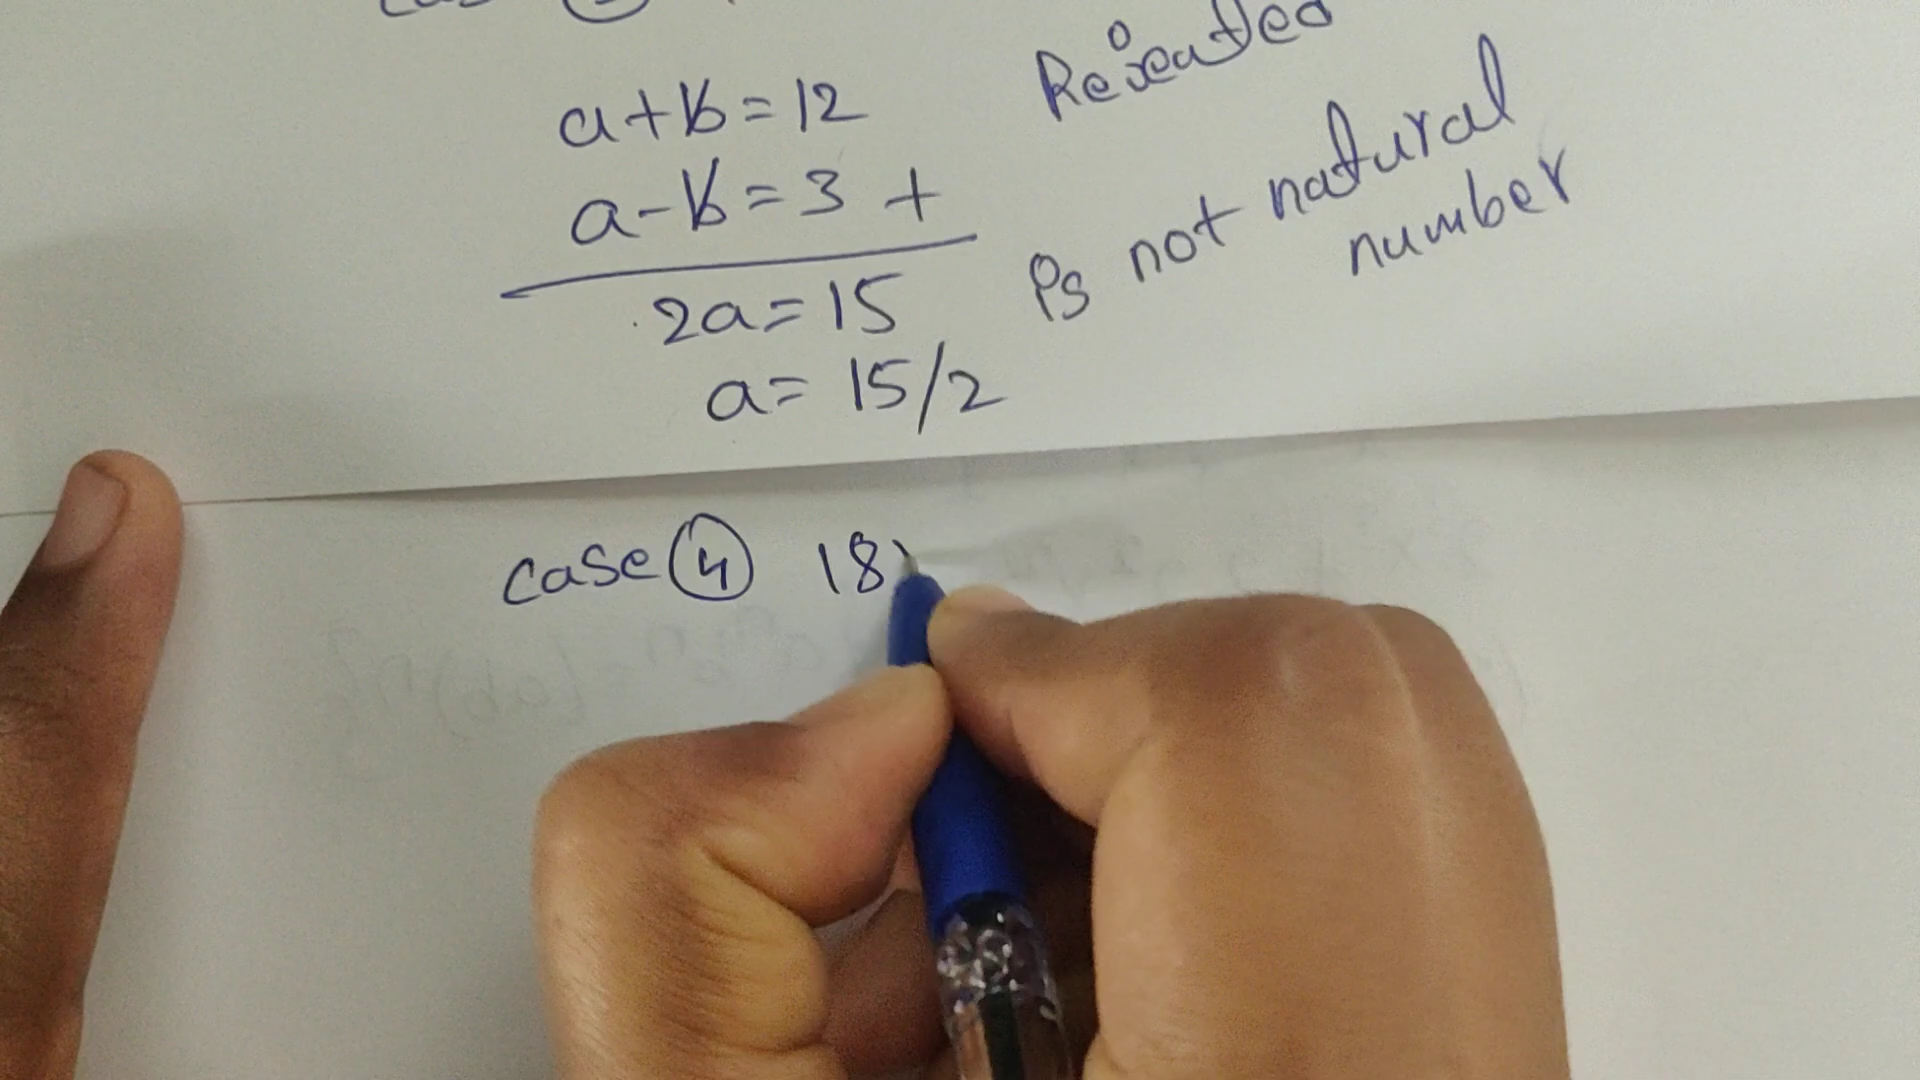 a+b=12
a-b=3 +
2a=15
a= 15/2
Rejected
is not natural
number
case 4 18